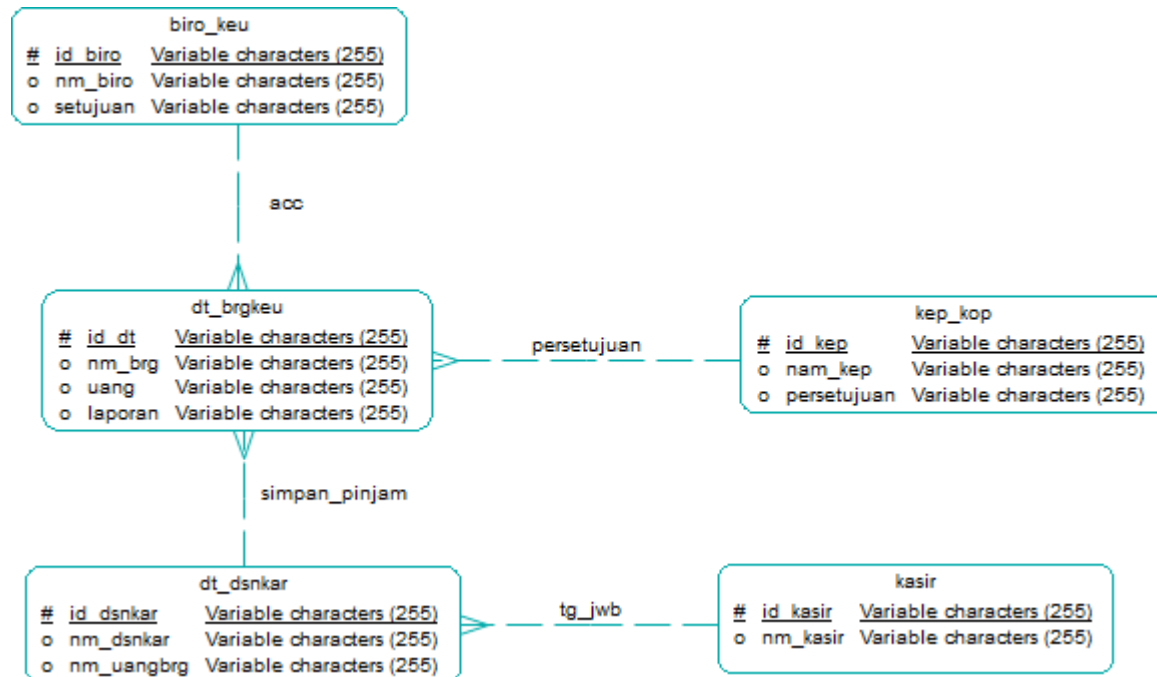 biro_keu
# id_biro Variable characters (255)
o nm_biro Variable characters (255)
o setujuan Variable characters (255)
acc
dt_brgkeu
# id_dt Variable characters (255)
o nm_brg Variable characters (255)
o uang Variable characters (255)
o laporan Variable characters (255)
persetujuan
kep_kop
# id_kep Variable characters (255)
o nam_kep Variable characters (255)
o persetujuan Variable characters (255)
simpan_pinjam
dt_dsnkar
# id_dsnkar Variable characters (255)
o nm_dsnkar Variable characters (255)
o nm_uangbrg Variable characters (255)
tg_jwb
kasir
# id_kasir Variable characters (255)
o nm_kasir Variable characters (255)